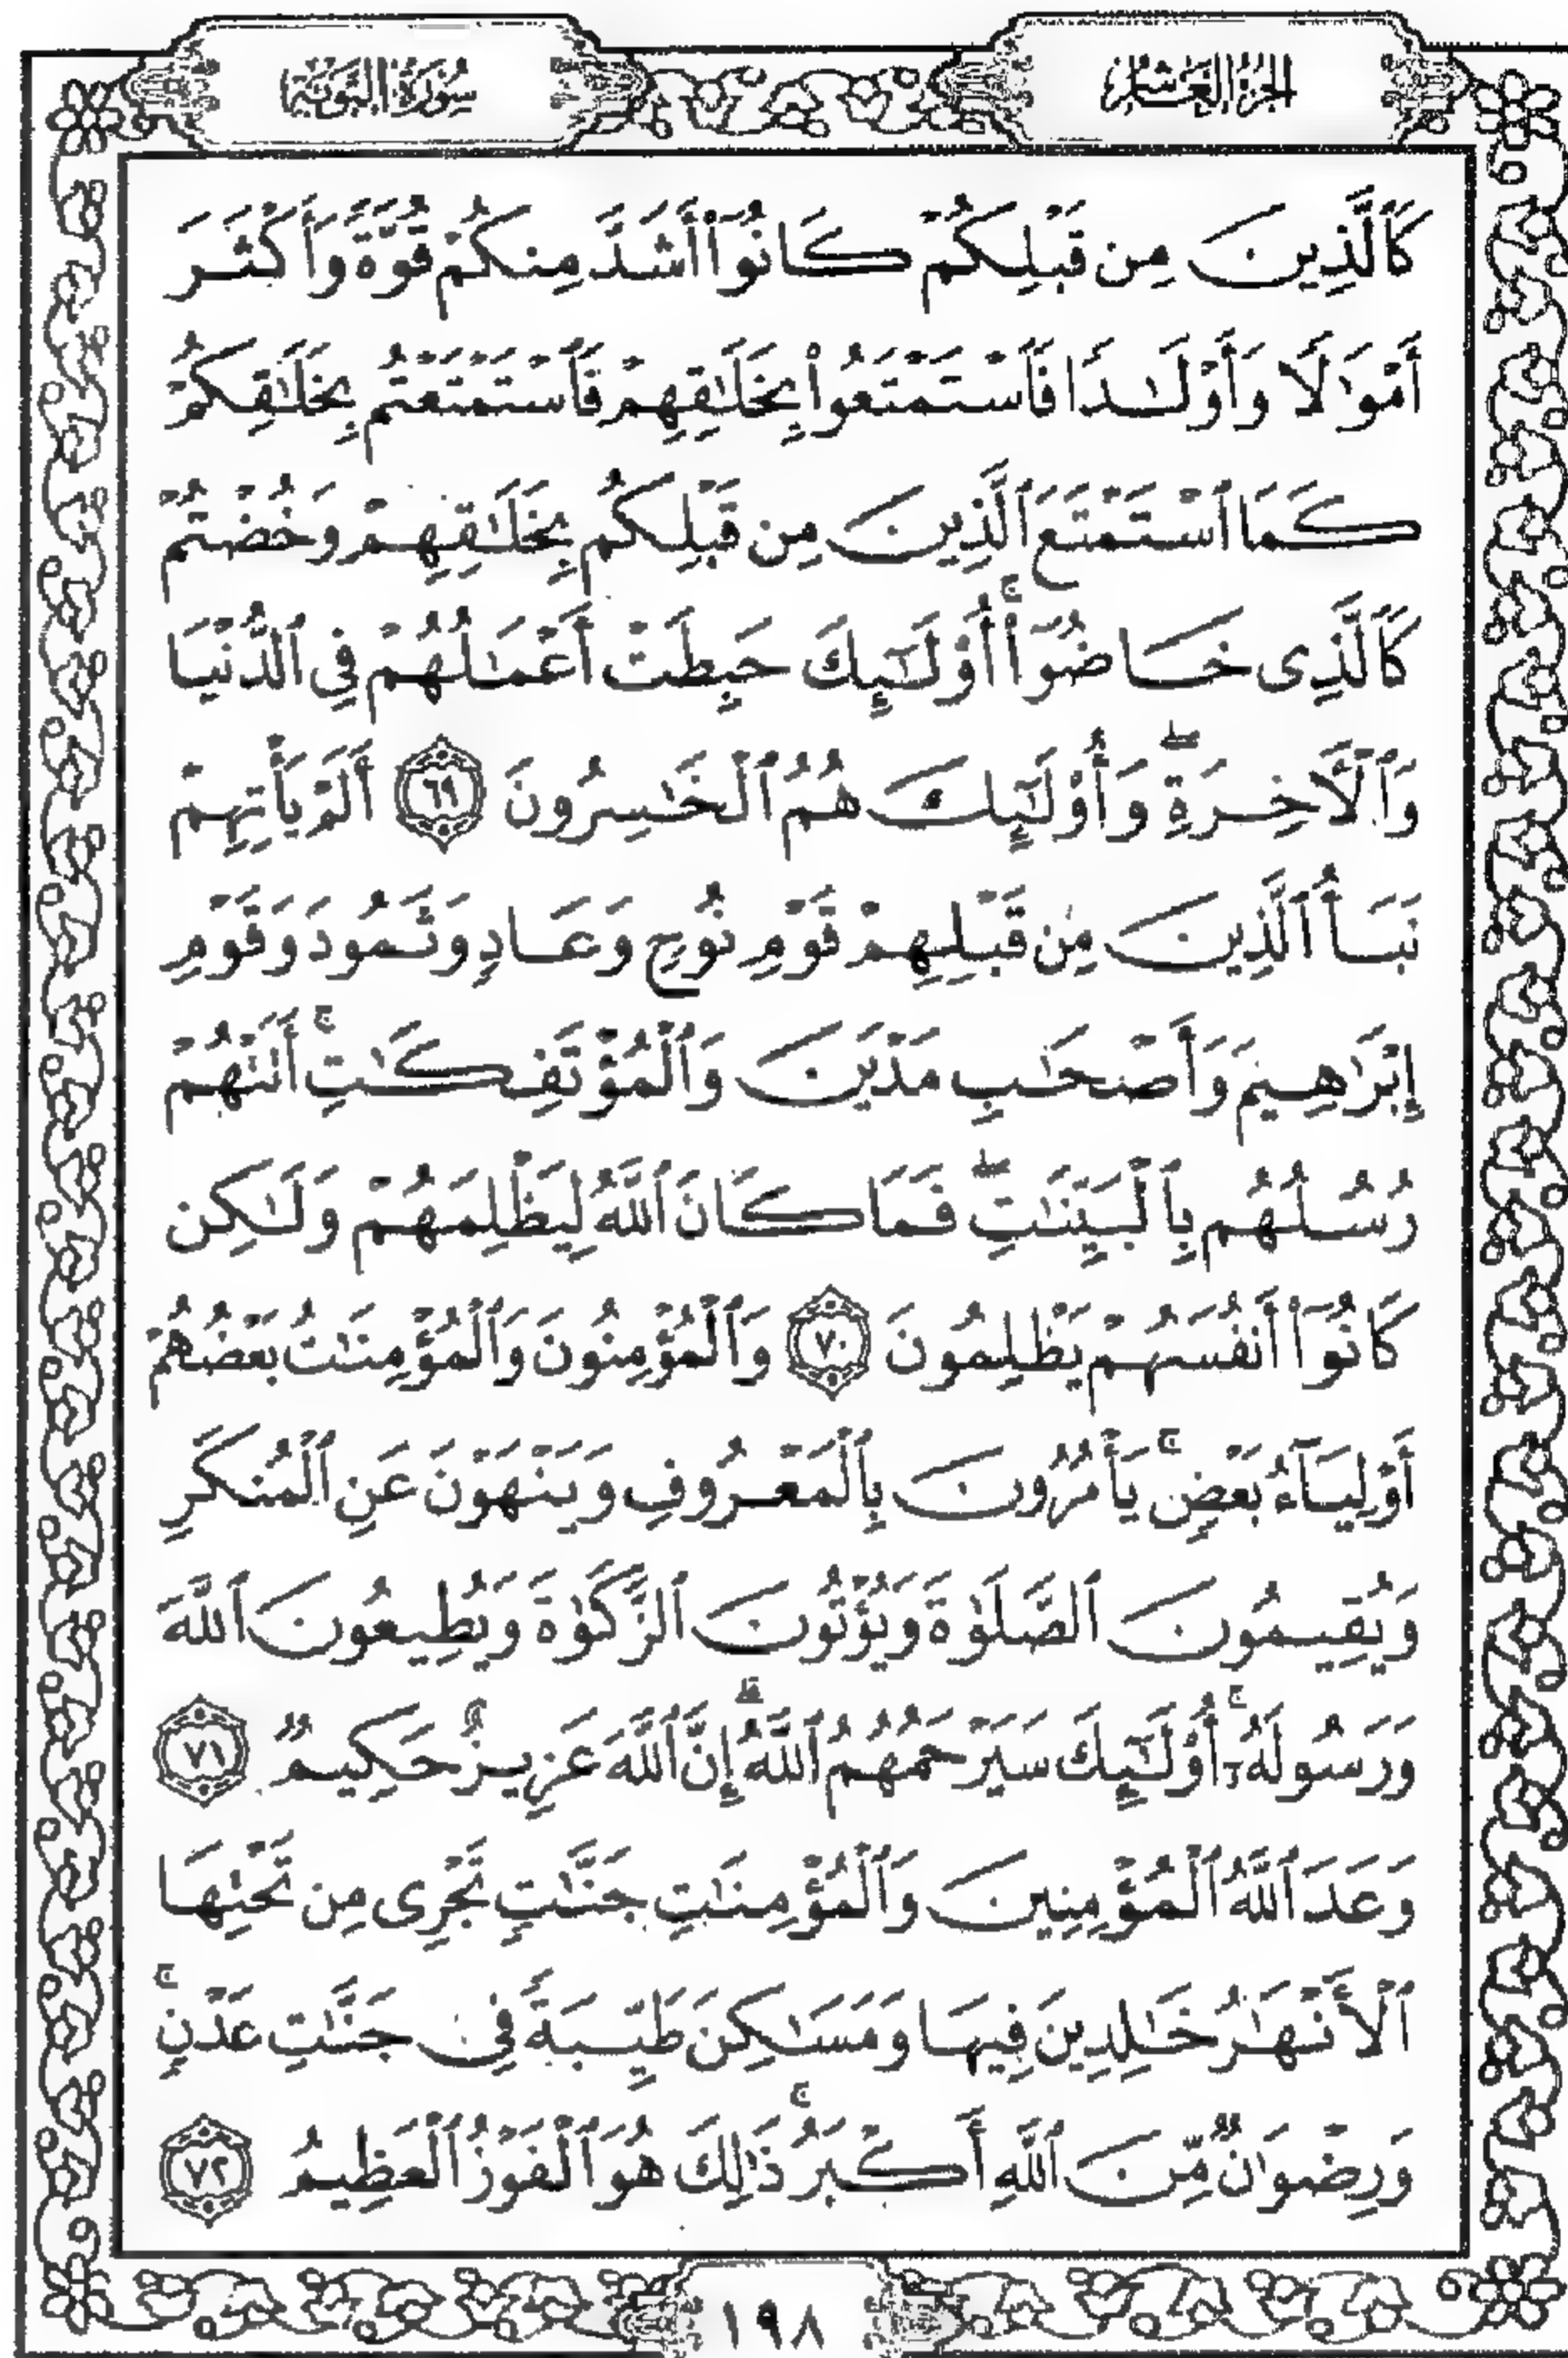 الجزء العاشر
سورة التوبة
كَٱلَّذِينَ مِن قَبْلِكُمْ كَانُوٓا۟ أَشَدَّ مِنكُمْ قُوَّةً وَأَكْثَرَ
أَمْوَٰلًا وَأَوْلَـٰدًا فَٱسْتَمْتَعُوا۟ بِخَلَـٰقِهِمْ فَٱسْتَمْتَعْتُم بِخَلَـٰقِكُمْ
كَمَا ٱسْتَمْتَعَ ٱلَّذِينَ مِن قَبْلِكُم بِخَلَـٰقِهِمْ وَخُضْتُمْ
كَٱلَّذِى خَاضُوٓا۟ ۚ أُو۟لَـٰٓئِكَ حَبِطَتْ أَعْمَـٰلُهُمْ فِى ٱلدُّنْيَا
وَٱلْـَٔاخِرَةِ ۖ وَأُو۟لَـٰٓئِكَ هُمُ ٱلْخَـٰسِرُونَ ٦٩ أَلَمْ يَأْتِهِمْ
نَبَأُ ٱلَّذِينَ مِن قَبْلِهِمْ قَوْمِ نُوحٍ وَعَادٍ وَثَمُودَ وَقَوْمِ
إِبْرَٰهِيمَ وَأَصْحَـٰبِ مَدْيَنَ وَٱلْمُؤْتَفِكَـٰتِ ۚ أَتَتْهُمْ
رُسُلُهُم بِٱلْبَيِّنَـٰتِ ۖ فَمَا كَانَ ٱللَّهُ لِيَظْلِمَهُمْ وَلَـٰكِن
كَانُوٓا۟ أَنفُسَهُمْ يَظْلِمُونَ ٧٠ وَٱلْمُؤْمِنُونَ وَٱلْمُؤْمِنَـٰتُ بَعْضُهُمْ
أَوْلِيَآءُ بَعْضٍ ۚ يَأْمُرُونَ بِٱلْمَعْرُوفِ وَيَنْهَوْنَ عَنِ ٱلْمُنكَرِ
وَيُقِيمُونَ ٱلصَّلَوٰةَ وَيُؤْتُونَ ٱلزَّكَوٰةَ وَيُطِيعُونَ ٱللَّهَ
وَرَسُولَهُۥٓ ۚ أُو۟لَـٰٓئِكَ سَيَرْحَمُهُمُ ٱللَّهُ ۗ إِنَّ ٱللَّهَ عَزِيزٌ حَكِيمٌ ٧١
وَعَدَ ٱللَّهُ ٱلْمُؤْمِنِينَ وَٱلْمُؤْمِنَـٰتِ جَنَّـٰتٍ تَجْرِى مِن تَحْتِهَا
ٱلْأَنْهَـٰرُ خَـٰلِدِينَ فِيهَا وَمَسَـٰكِنَ طَيِّبَةً فِى جَنَّـٰتِ عَدْنٍ ۚ
وَرِضْوَٰنٌ مِّنَ ٱللَّهِ أَكْبَرُ ۚ ذَٰلِكَ هُوَ ٱلْفَوْزُ ٱلْعَظِيمُ ٧٢
١٩٨